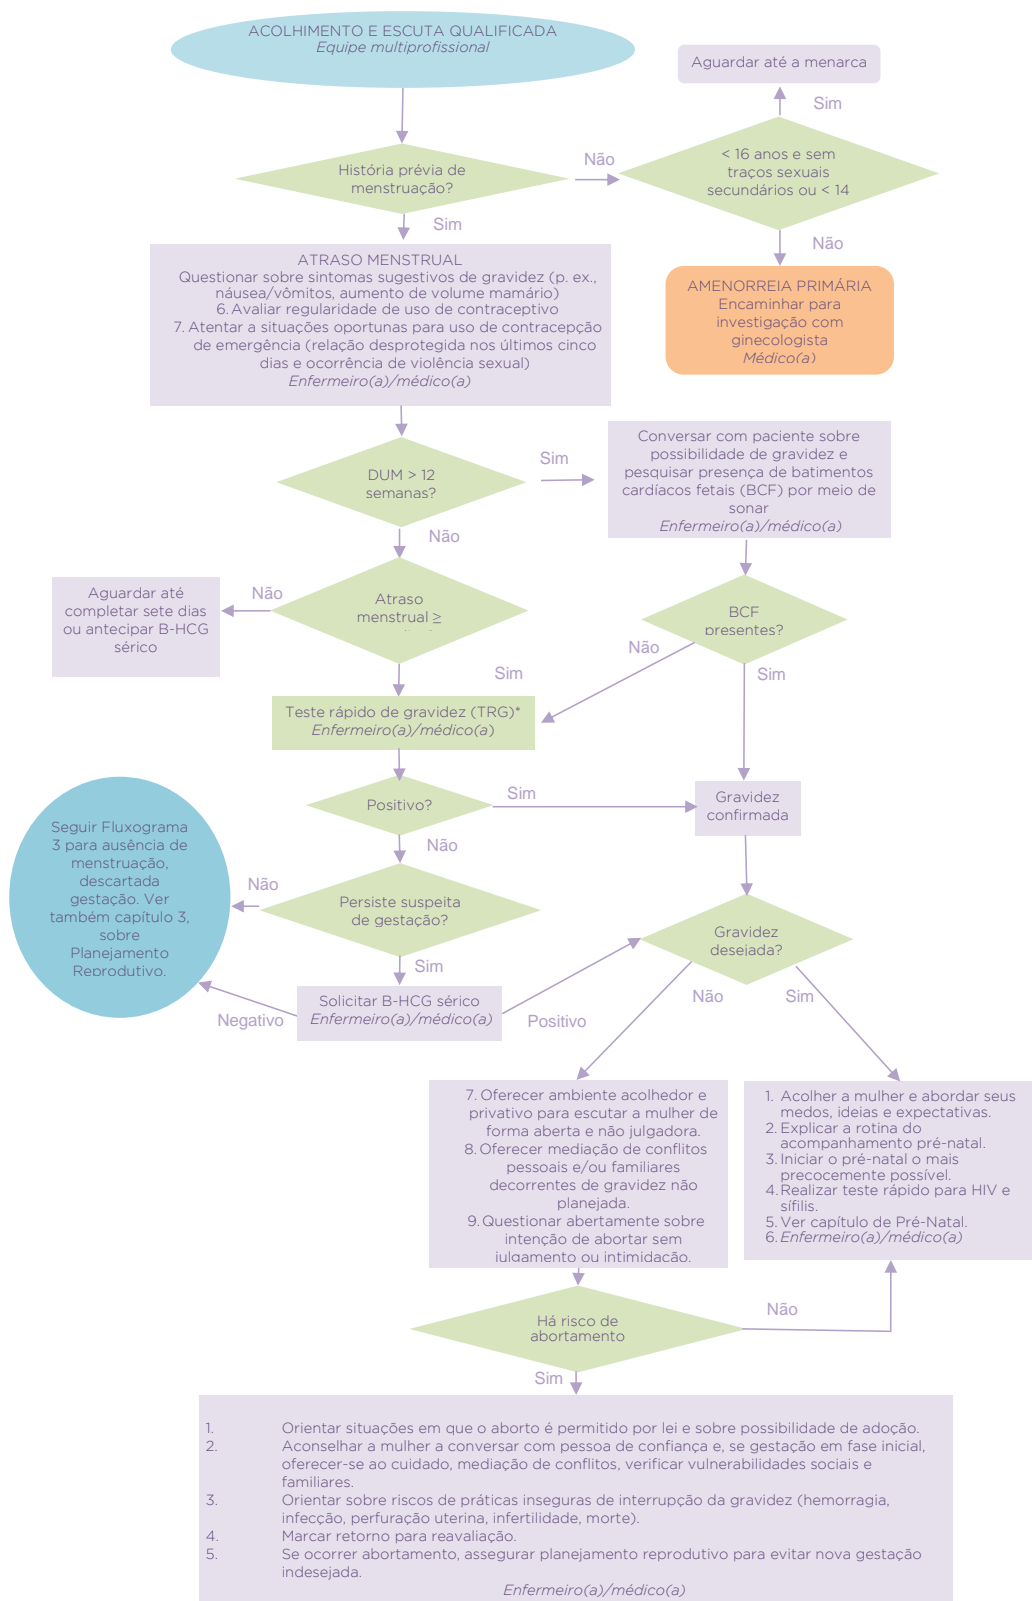 ACOLHIMENTO E ESCUTA QUALIFICADA
Equipe multiprofissional
Aguardar até a menarca
Sim
História prévia de
menstruação?
Não
< 16 anos e sem
traços sexuais
secundários ou < 14
Sim
Não
ATRASO MENSTRUAL
Questionar sobre sintomas sugestivos de gravidez (p. ex.,
náusea/vômitos, aumento de volume mamário)
6. Avaliar regularidade de uso de contraceptivo
7. Atentar a situações oportunas para uso de contracepção
de emergência (relação desprotegida nos últimos cinco
dias e ocorrência de violência sexual)
Enfermeiro(a)/médico(a)
AMENORREIA PRIMÁRIA
Encaminhar para
investigação com
ginecologista
Médico(a)
DUM > 12
semanas?
Sim
Conversar com paciente sobre
possibilidade de gravidez e
pesquisar presença de batimentos
cardíacos fetais (BCF) por meio de
sonar
Enfermeiro(a)/médico(a)
Não
Aguardar até
completar sete dias
ou antecipar B-HCG
sérico
Não
Atraso
menstrual ≥
BCF
presentes?
Não
Sim
Sim
Teste rápido de gravidez (TRG)*
Enfermeiro(a)/médico(a)
Positivo?
Sim
Gravidez
confirmada
Não
Seguir Fluxograma
3 para ausência de
menstruação,
descartada
gestação. Ver
também capítulo 3,
sobre
Planejamento
Reprodutivo.
Não
Persiste suspeita
de gestação?
Gravidez
desejada?
Sim
Não
Sim
Solicitar B-HCG sérico
Enfermeiro(a)/médico(a)
Negativo
Positivo
7. Oferecer ambiente acolhedor e
privativo para escutar a mulher de
forma aberta e não julgadora.
8. Oferecer mediação de conflitos
pessoais e/ou familiares
decorrentes de gravidez não
planejada.
9. Questionar abertamente sobre
intenção de abortar sem
julgamento ou intimidação.
1. Acolher a mulher e abordar seus
medos, ideias e expectativas.
2. Explicar a rotina do
acompanhamento pré-natal.
3. Iniciar o pré-natal o mais
precocemente possível.
4. Realizar teste rápido para HIV e
sífilis.
5. Ver capítulo de Pré-Natal.
6. Enfermeiro(a)/médico(a)
Há risco de
abortamento
Não
Sim
1. Orientar situações em que o aborto é permitido por lei e sobre possibilidade de adoção.
2. Aconselhar a mulher a conversar com pessoa de confiança e, se gestação em fase inicial,
oferecer-se ao cuidado, mediação de conflitos, verificar vulnerabilidades sociais e
familiares.
3. Orientar sobre riscos de práticas inseguras de interrupção da gravidez (hemorragia,
infecção, perfuração uterina, infertilidade, morte).
4. Marcar retorno para reavaliação.
5. Se ocorrer abortamento, assegurar planejamento reprodutivo para evitar nova gestação
indesejada.
Enfermeiro(a)/médico(a)